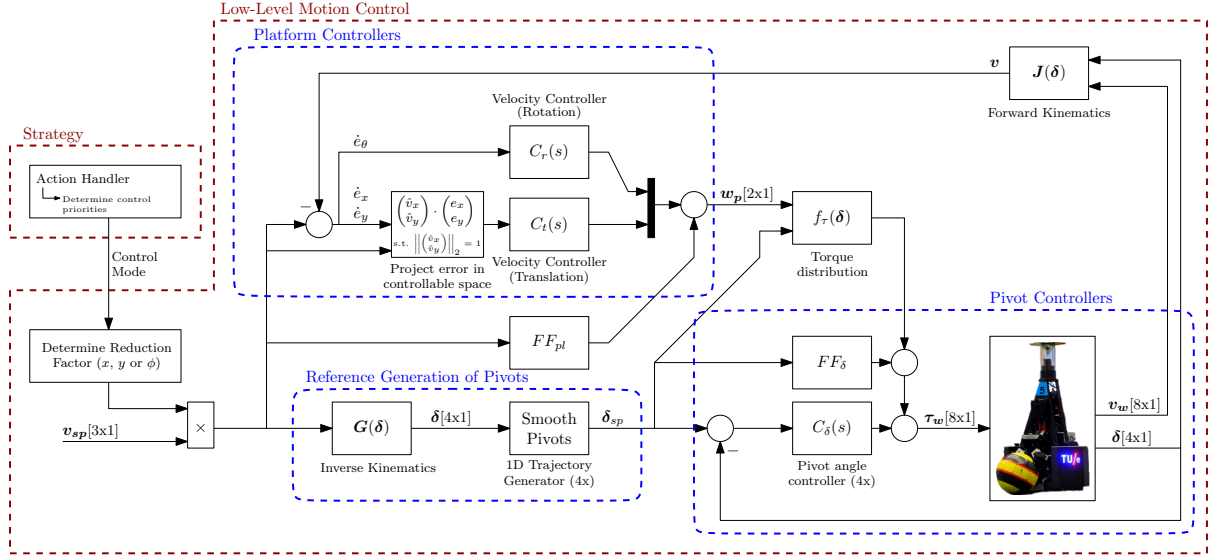 Low-Level Motion Control
Platform Controllers
v
J(δ)
Forward Kinematics
Velocity Controller
(Rotation)
ė_θ
C_r(s)
−
Strategy
Action Handler
Determine control
priorities
ė_x
ė_y
(v̂_x v̂_y) · (e_x e_y)
s.t. ||(v̂_x v̂_y)||_2 = 1
Project error in
controllable space
C_t(s)
Velocity Controller
(Translation)
w_p[2x1]
f_τ(δ)
Torque
distribution
Control
Mode
Pivot Controllers
Determine Reduction
Factor (x, y or ϕ)
FF_pl
FF_δ
Reference Generation of Pivots
v_sp[3x1]
×
G(δ)
Inverse Kinematics
δ[4x1]
Smooth
Pivots
1D Trajectory
Generator (4x)
δ_sp
−
C_δ(s)
Pivot angle
controller (4x)
τ_w[8x1]
5
TU/e
v_w[8x1]
δ[4x1]